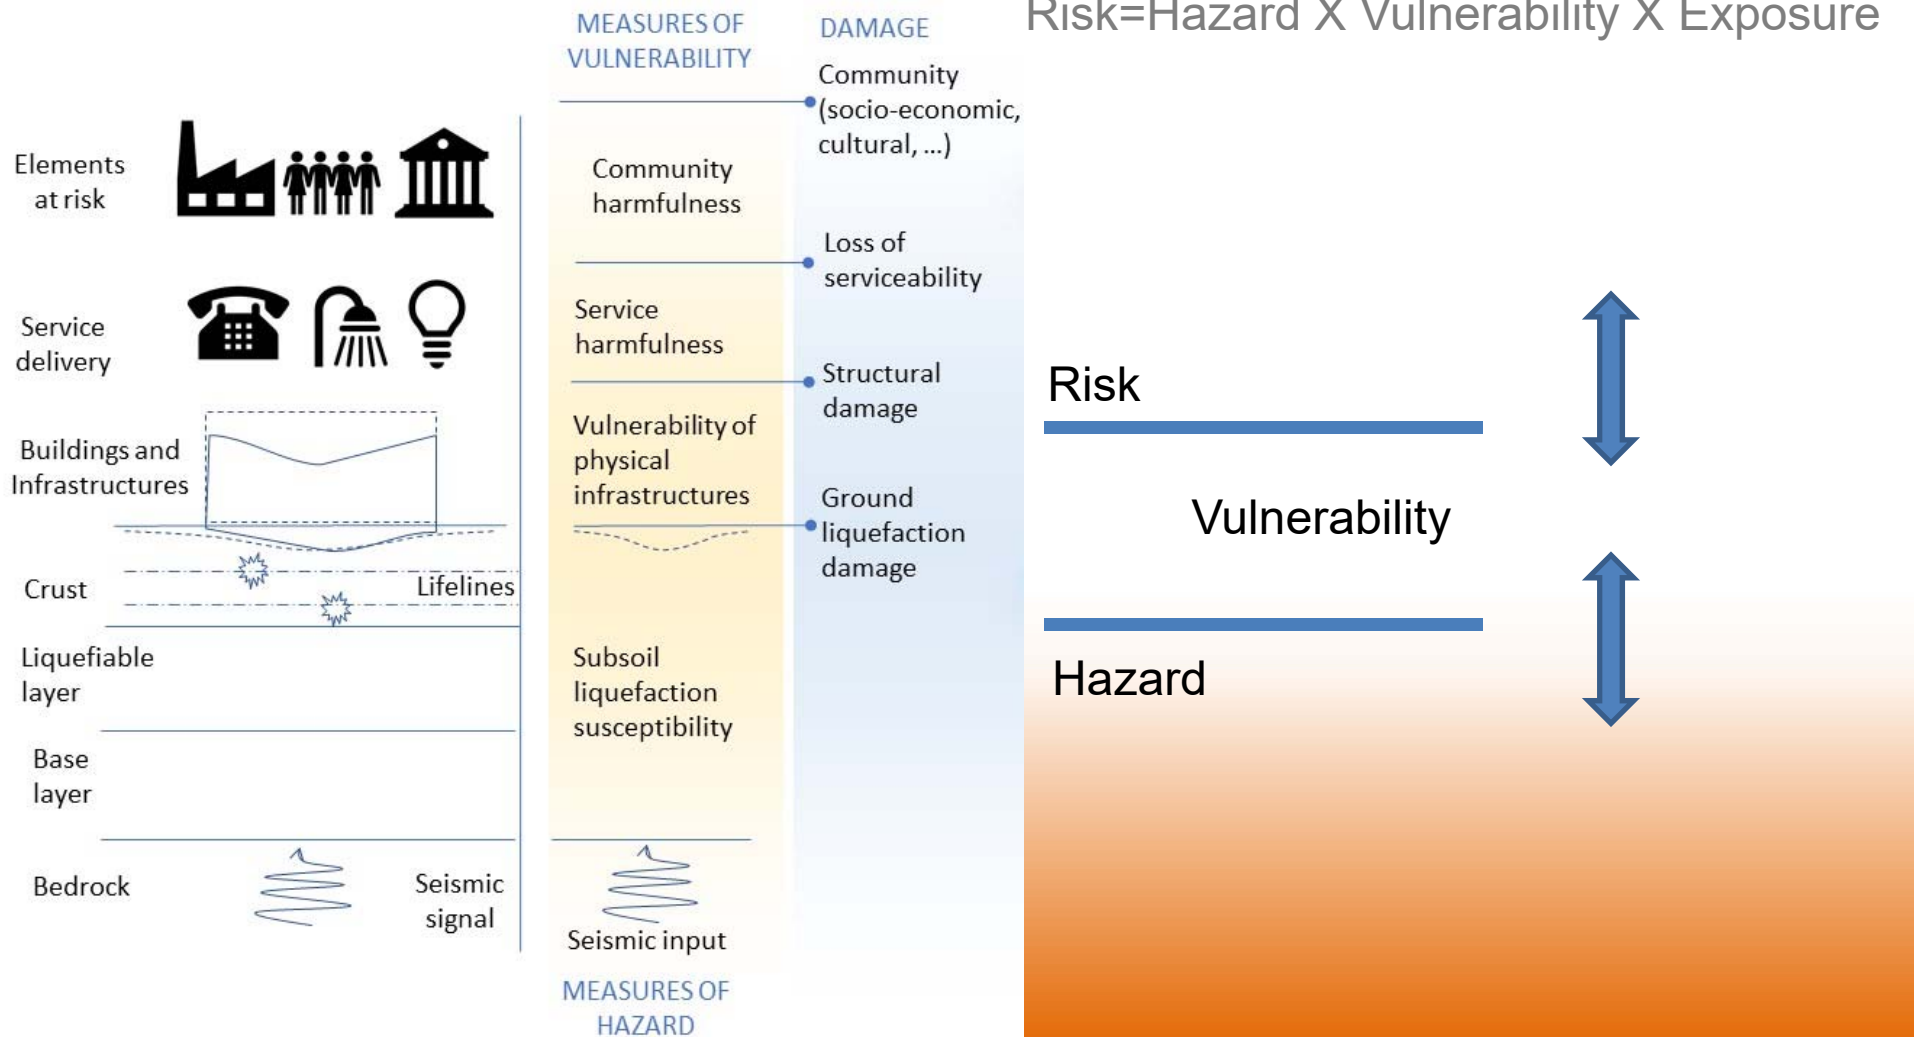 Risk=Hazard X Vulnerability X Exposure
MEASURES OF
VULNERABILITY
DAMAGE
Community
(socio-economic,
cultural, ...)
Elements
at risk
Community
harmfulness
Loss of
serviceability
Service
delivery
Service
harmfulness
Structural
damage
Buildings and
Infrastructures
Vulnerability of
physical
infrastructures
Ground
liquefaction
damage
Crust
Lifelines
Liquefiable
layer
Subsoil
liquefaction
susceptibility
Base
layer
Bedrock
Seismic
signal
Seismic input
MEASURES OF
HAZARD
Risk
Vulnerability
Hazard